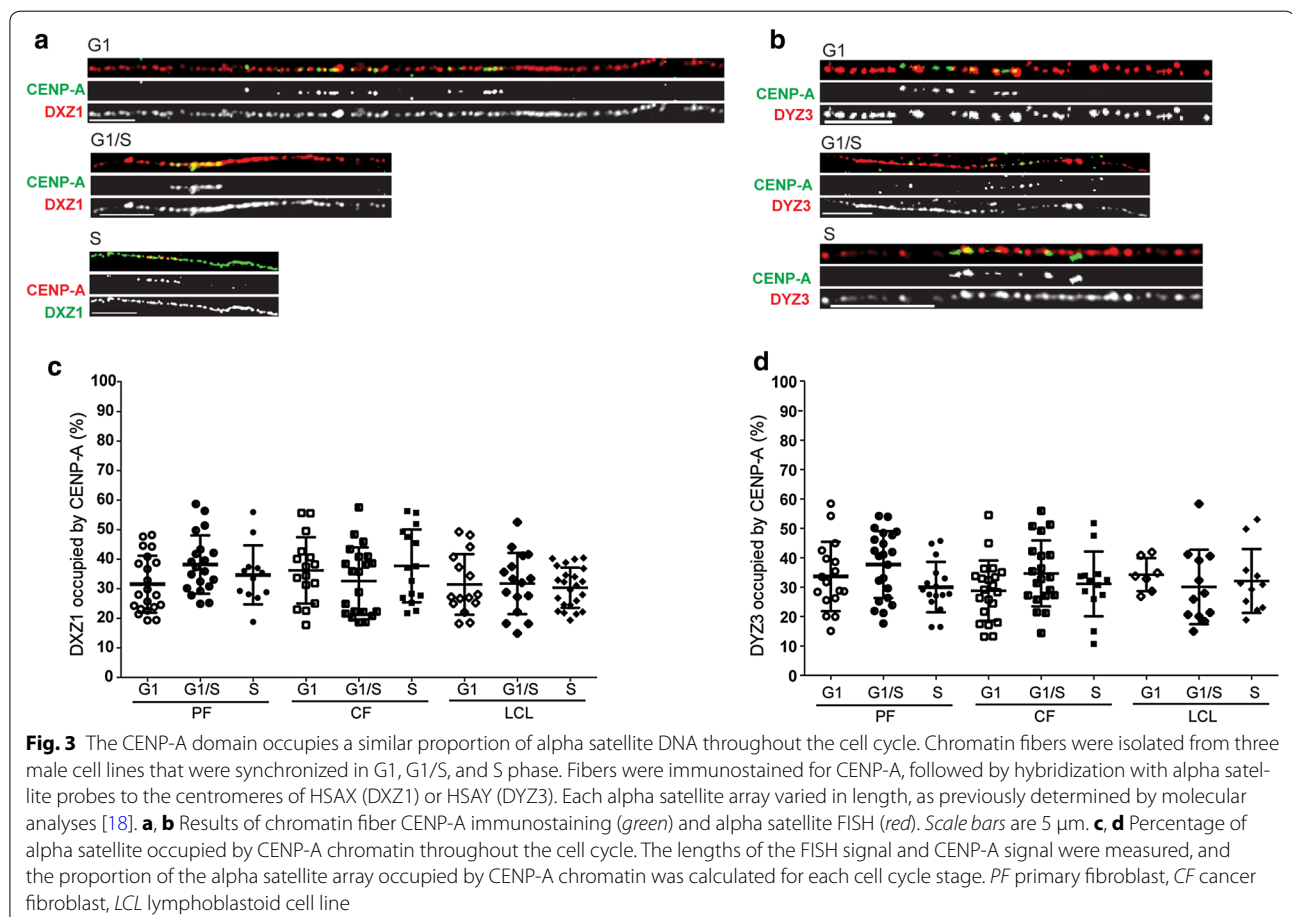 a
G1
CENP-A
DXZ1
G1/S
CENP-A
DXZ1
S
CENP-A
DXZ1
b
G1
CENP-A
DYZ3
G1/S
CENP-A
DYZ3
S
CENP-A
DYZ3
c
DXZ1 occupied by CENP-A (%)
100
90
80
70
60
50
40
30
20
10
0
G1 G1/S S G1 G1/S S G1 G1/S S
PF CF LCL
d
DYZ3 occupied by CENP-A (%)
100
90
80
70
60
50
40
30
20
10
0
G1 G1/S S G1 G1/S S G1 G1/S S
PF CF LCL
Fig. 3 The CENP-A domain occupies a similar proportion of alpha satellite DNA throughout the cell cycle. Chromatin fibers were isolated from three
male cell lines that were synchronized in G1, G1/S, and S phase. Fibers were immunostained for CENP-A, followed by hybridization with alpha satel-
lite probes to the centromeres of HSAX (DXZ1) or HSAY (DYZ3). Each alpha satellite array varied in length, as previously determined by molecular
analyses [18]. a, b Results of chromatin fiber CENP-A immunostaining (green) and alpha satellite FISH (red). Scale bars are 5 µm. c, d Percentage of
alpha satellite occupied by CENP-A chromatin throughout the cell cycle. The lengths of the FISH signal and CENP-A signal were measured, and
the proportion of the alpha satellite array occupied by CENP-A chromatin was calculated for each cell cycle stage. PF primary fibroblast, CF cancer
fibroblast, LCL lymphoblastoid cell line